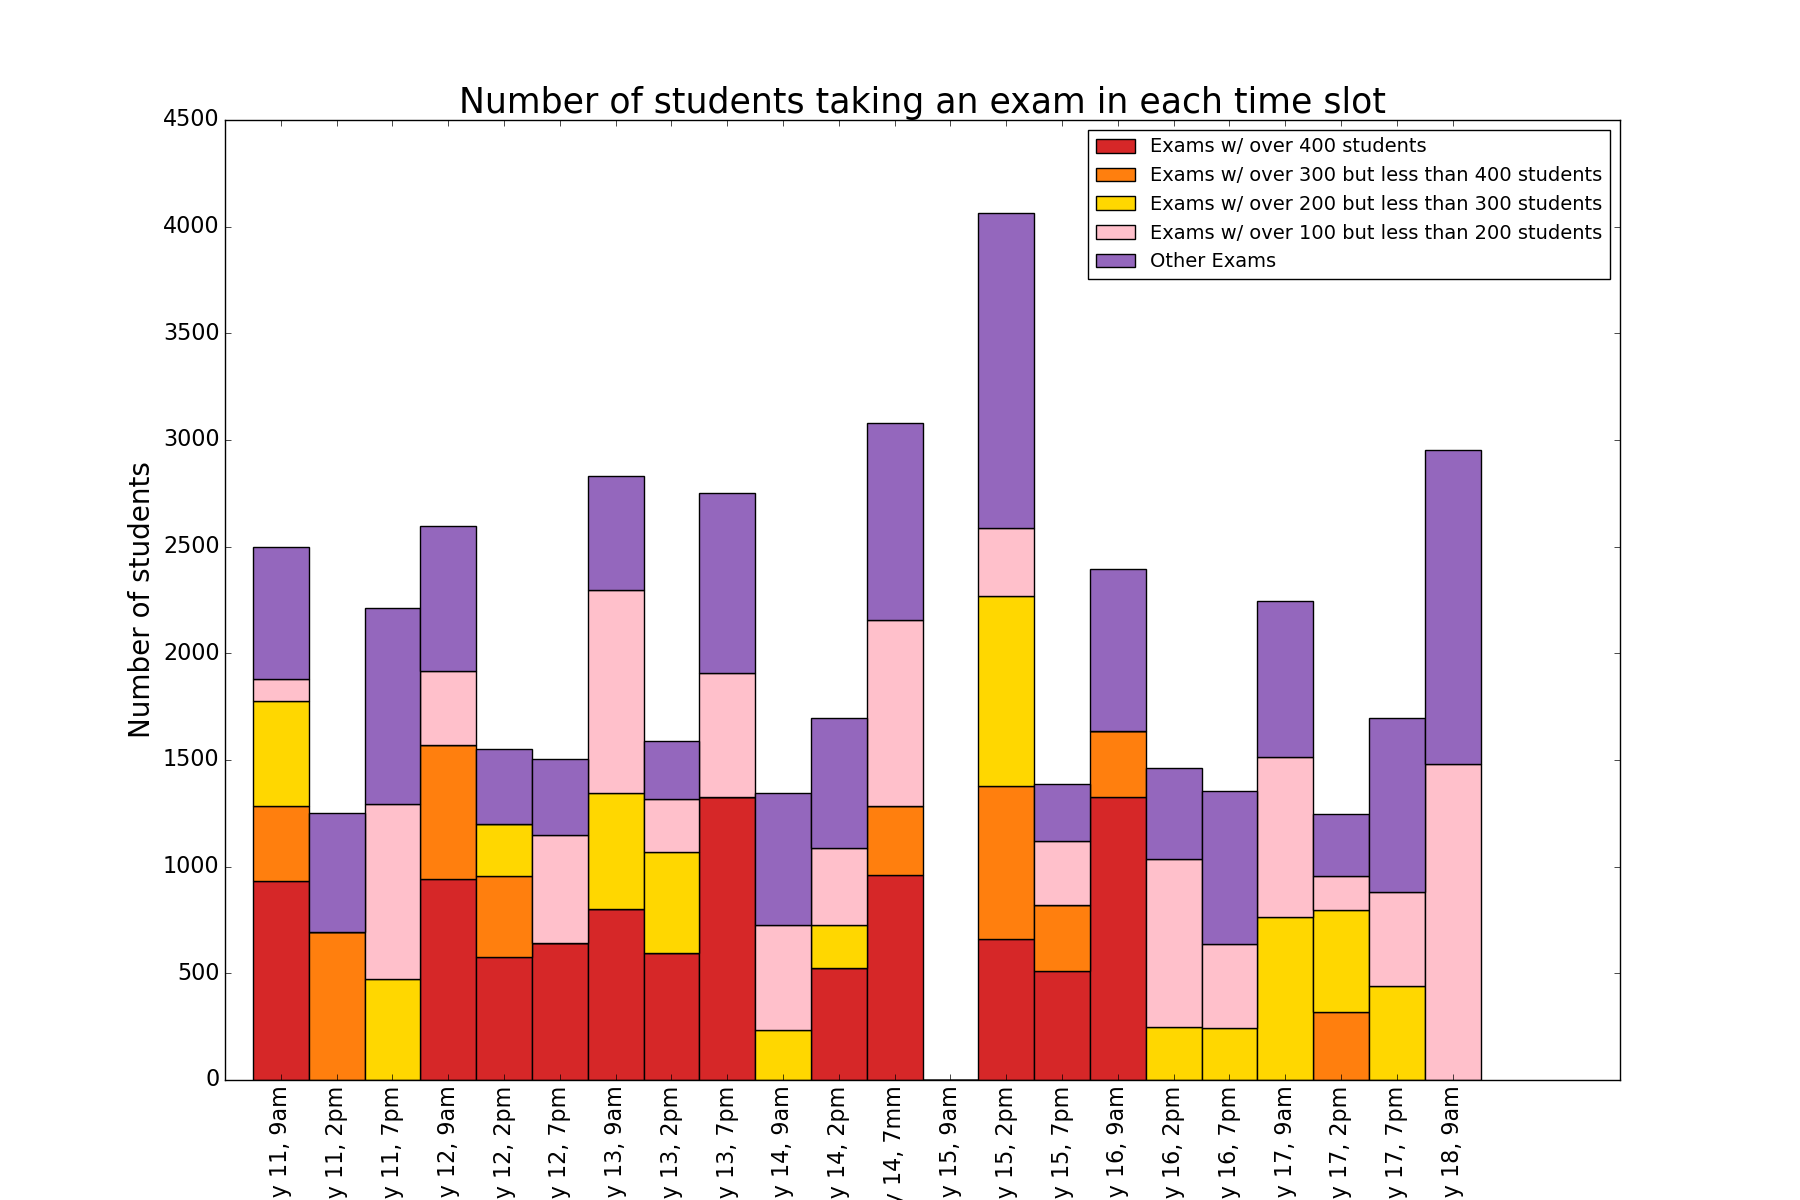 Number of students taking an exam in each time slot
Exams w/ over 400 students
Exams w/ over 300 but less than 400 students
Exams w/ over 200 but less than 300 students
Exams w/ over 100 but less than 200 students
Other Exams
4500
4000
3500
3000
2500
2000
1500
1000
500
0
Number of students
y 11, 9am
y 11, 2pm
y 11, 7pm
y 12, 9am
y 12, 2pm
y 12, 7pm
y 13, 9am
y 13, 2pm
y 13, 7pm
y 14, 9am
y 14, 2pm
y 14, 7mm
y 15, 9am
y 15, 2pm
y 15, 7pm
y 16, 9am
y 16, 2pm
y 16, 7pm
y 17, 9am
y 17, 2pm
y 17, 7pm
y 18, 9am